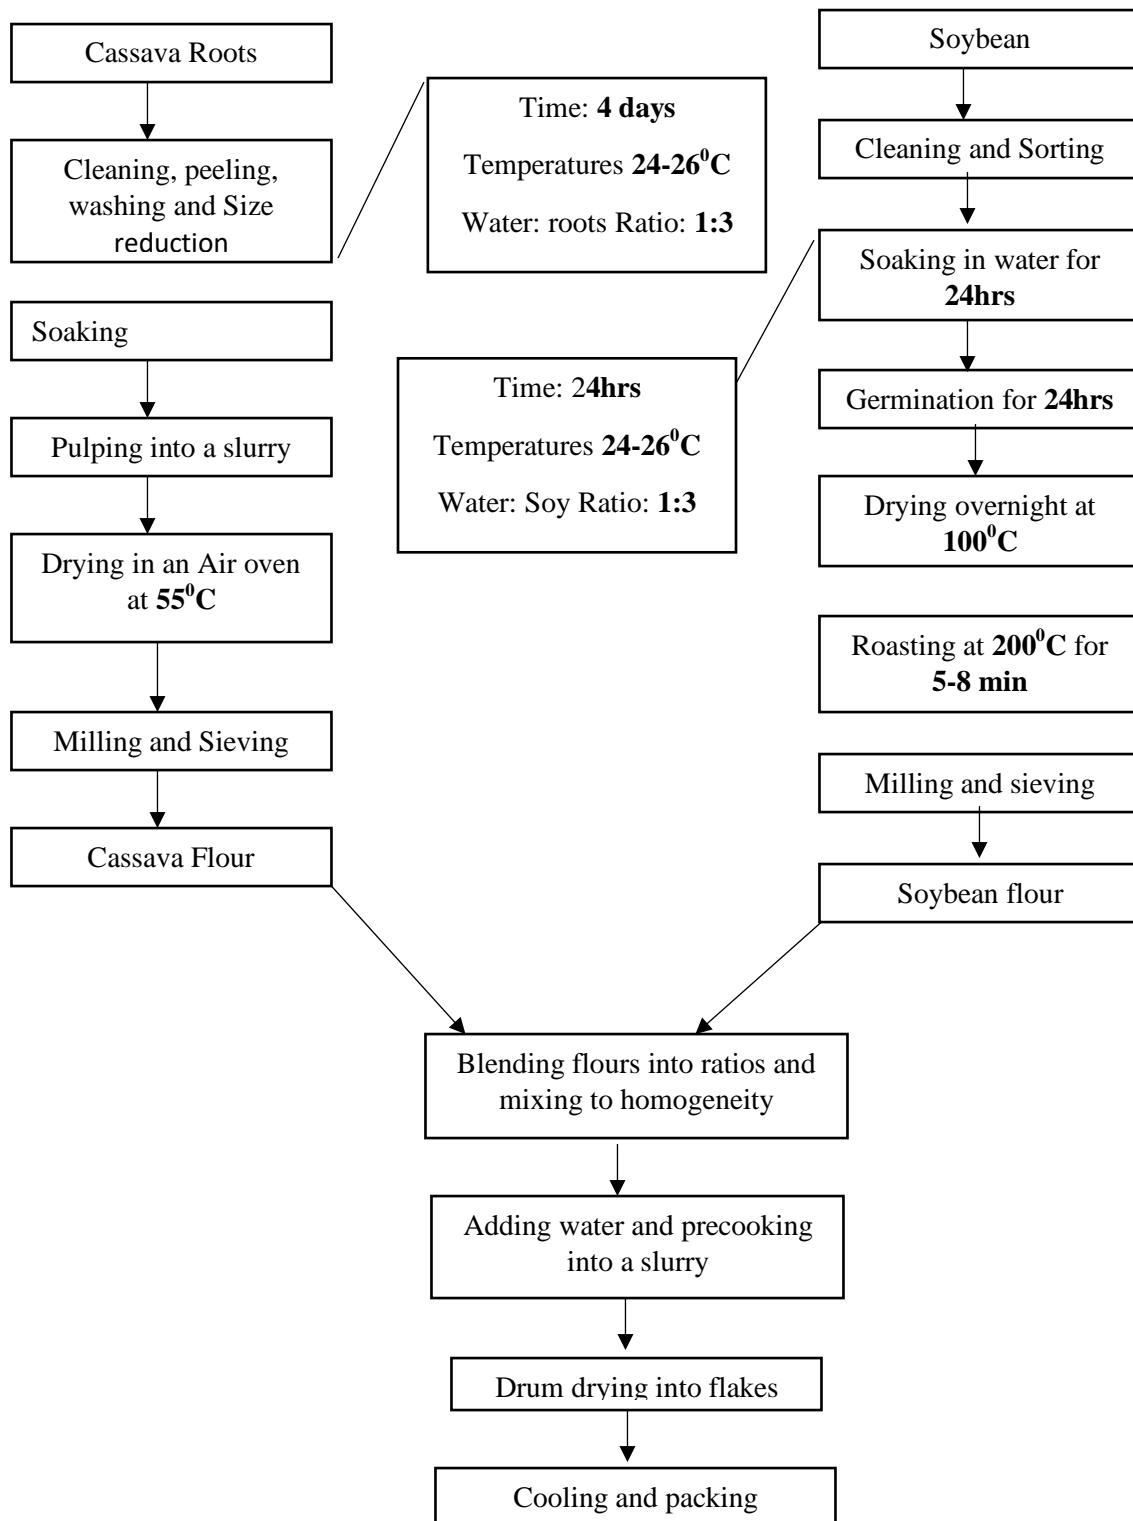 Cassava Roots
Cleaning, peeling,
washing and Size
reduction
Soaking
Pulping into a slurry
Drying in an Air oven
at 55⁰C
Milling and Sieving
Cassava Flour
Time: 4 days
Temperatures 24-26⁰C
Water: roots Ratio: 1:3
Time: 24hrs
Temperatures 24-26⁰C
Water: Soy Ratio: 1:3
Soybean
Cleaning and Sorting
Soaking in water for
24hrs
Germination for 24hrs
Drying overnight at
100⁰C
Roasting at 200⁰C for
5-8 min
Milling and sieving
Soybean flour
Blending flours into ratios and
mixing to homogeneity
Adding water and precooking
into a slurry
Drum drying into flakes
Cooling and packing